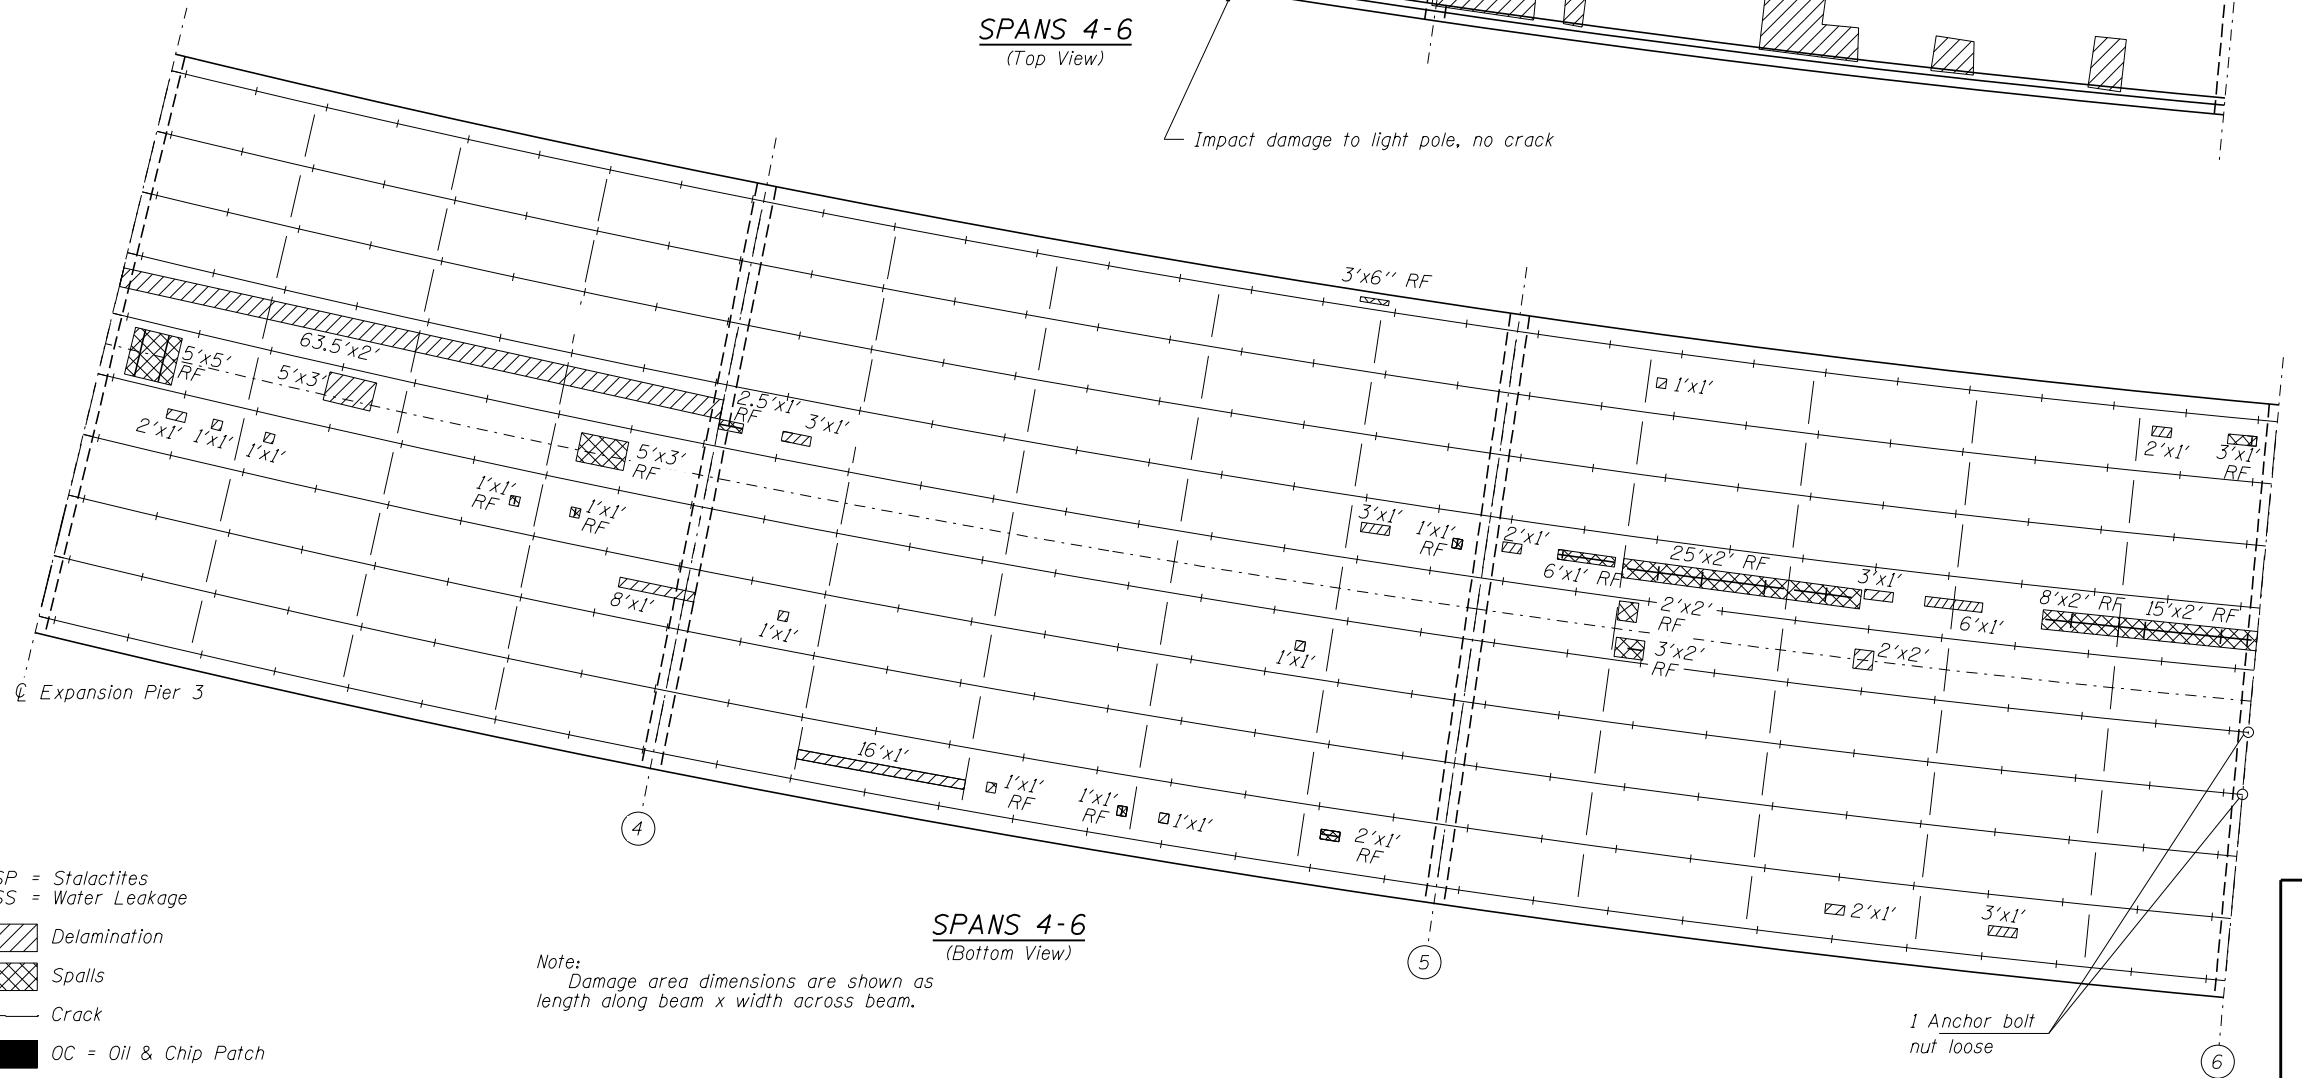 SPANS 4-6
(Top View)
Impact damage to light pole, no crack
3'x6'' RF
63.5'x2'
5'x5'
RF
5'x3'
2'x1'
1'x1'
1'x1'
2.5'x1'
RF
3'x1'
5'x3'
RF
1'x1'
RF
1'x1'
RF
8'x1'
1'x1'
1'x1'
3'x1'
1'x1'
RF
1'x1'
2'x1'
3'x1'
RF
2'x1'
6'x1' RF
25'x2' RF
3'x1'
6'x1'
8'x2' RF
15'x2' RF
2'x2'
RF
3'x2'
RF
2'x2'
℄ Expansion Pier 3
16'x1'
1'x1'
RF
1'x1'
RF
1'x1'
2'x1'
RF
2'x1'
3'x1'
4
5
6
1 Anchor bolt
nut loose
SP = Stalactites
SS = Water Leakage
Delamination
Spalls
Crack
OC = Oil & Chip Patch
SPANS 4-6
(Bottom View)
Note:
Damage area dimensions are shown as
length along beam x width across beam.